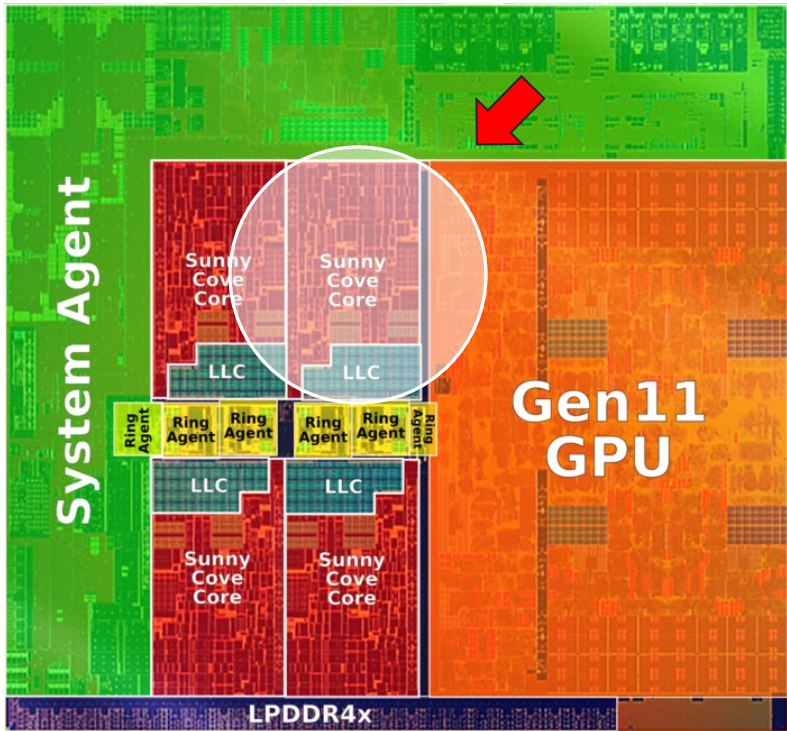 System Agent
Sunny
Cove
Core
Sunny
Cove
Core
LLC
LLC
Ring
Agent
Ring
Agent
Ring
Agent
Ring
Agent
Ring
Agent
Ring
Agent
Gen11
GPU
LLC
LLC
Sunny
Cove
Core
Sunny
Cove
Core
LPDDR4x